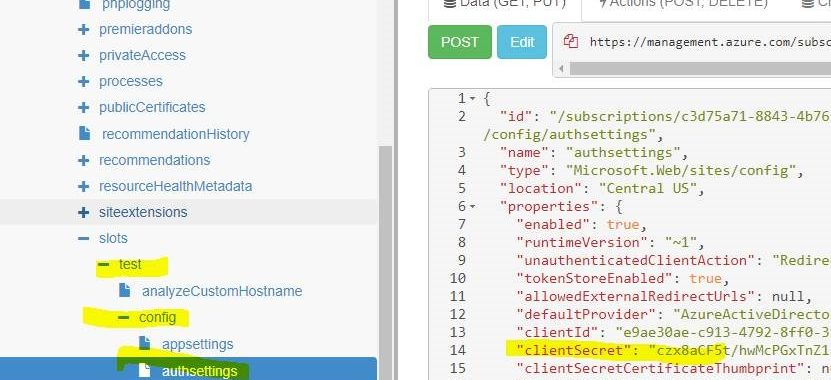 phplogging
premieraddons
privateAccess
processes
publicCertificates
recommendationHistory
recommendations
resourceHealthMetadata
siteextensions
slots
test
analyzeCustomHostname
config
appsettings
authsettings
Data (GET, PUT) Actions (POST, DELETE)
POST Edit https://management.azure.com/subsc
1 {
2 "id": "/subscriptions/c3d75a71-8843-4b76
/config/authsettings",
3 "name": "authsettings",
4 "type": "Microsoft.Web/sites/config",
5 "location": "Central US",
6 "properties": {
7 "enabled": true,
8 "runtimeVersion": "~1",
9 "unauthenticatedClientAction": "Redire
10 "tokenStoreEnabled": true,
11 "allowedExternalRedirectUrls": null,
12 "defaultProvider": "AzureActiveDirecto
13 "clientId": "e9ae30ae-c913-4792-8ff0-3
14 "clientSecret": "czx8aCF5t/hwMcPGxTnZ1
15 "clientSecretCertificateThumbprint": n